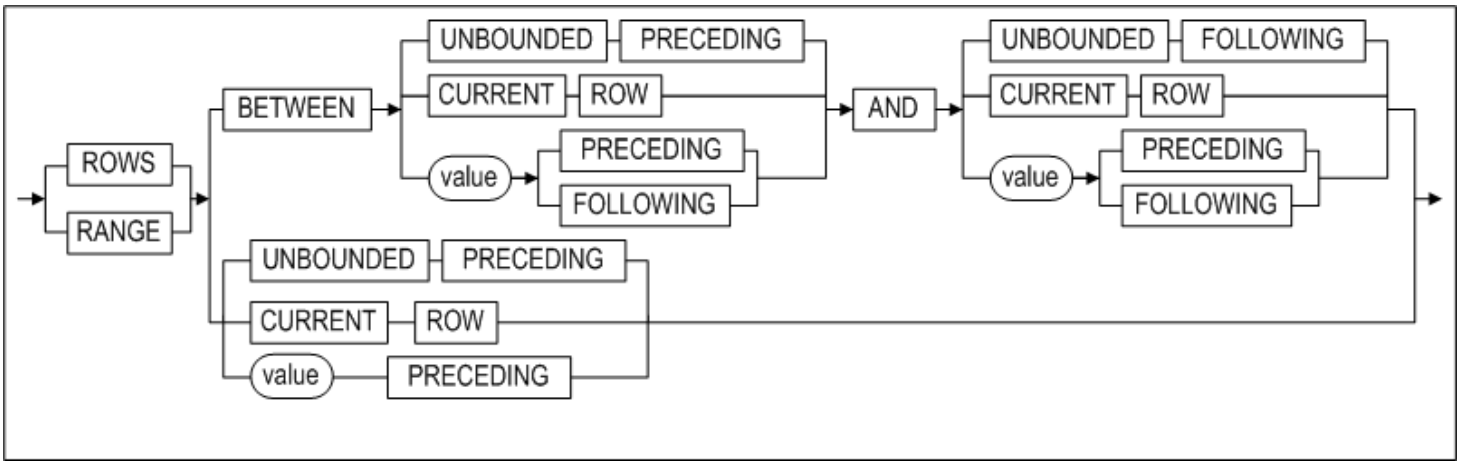 UNBOUNDED PRECEDING UNBOUNDED FOLLOWING
BETWEEN CURRENT ROW AND CURRENT ROW
ROWS value PRECEDING value PRECEDING
RANGE FOLLOWING FOLLOWING
UNBOUNDED PRECEDING
CURRENT ROW
value PRECEDING